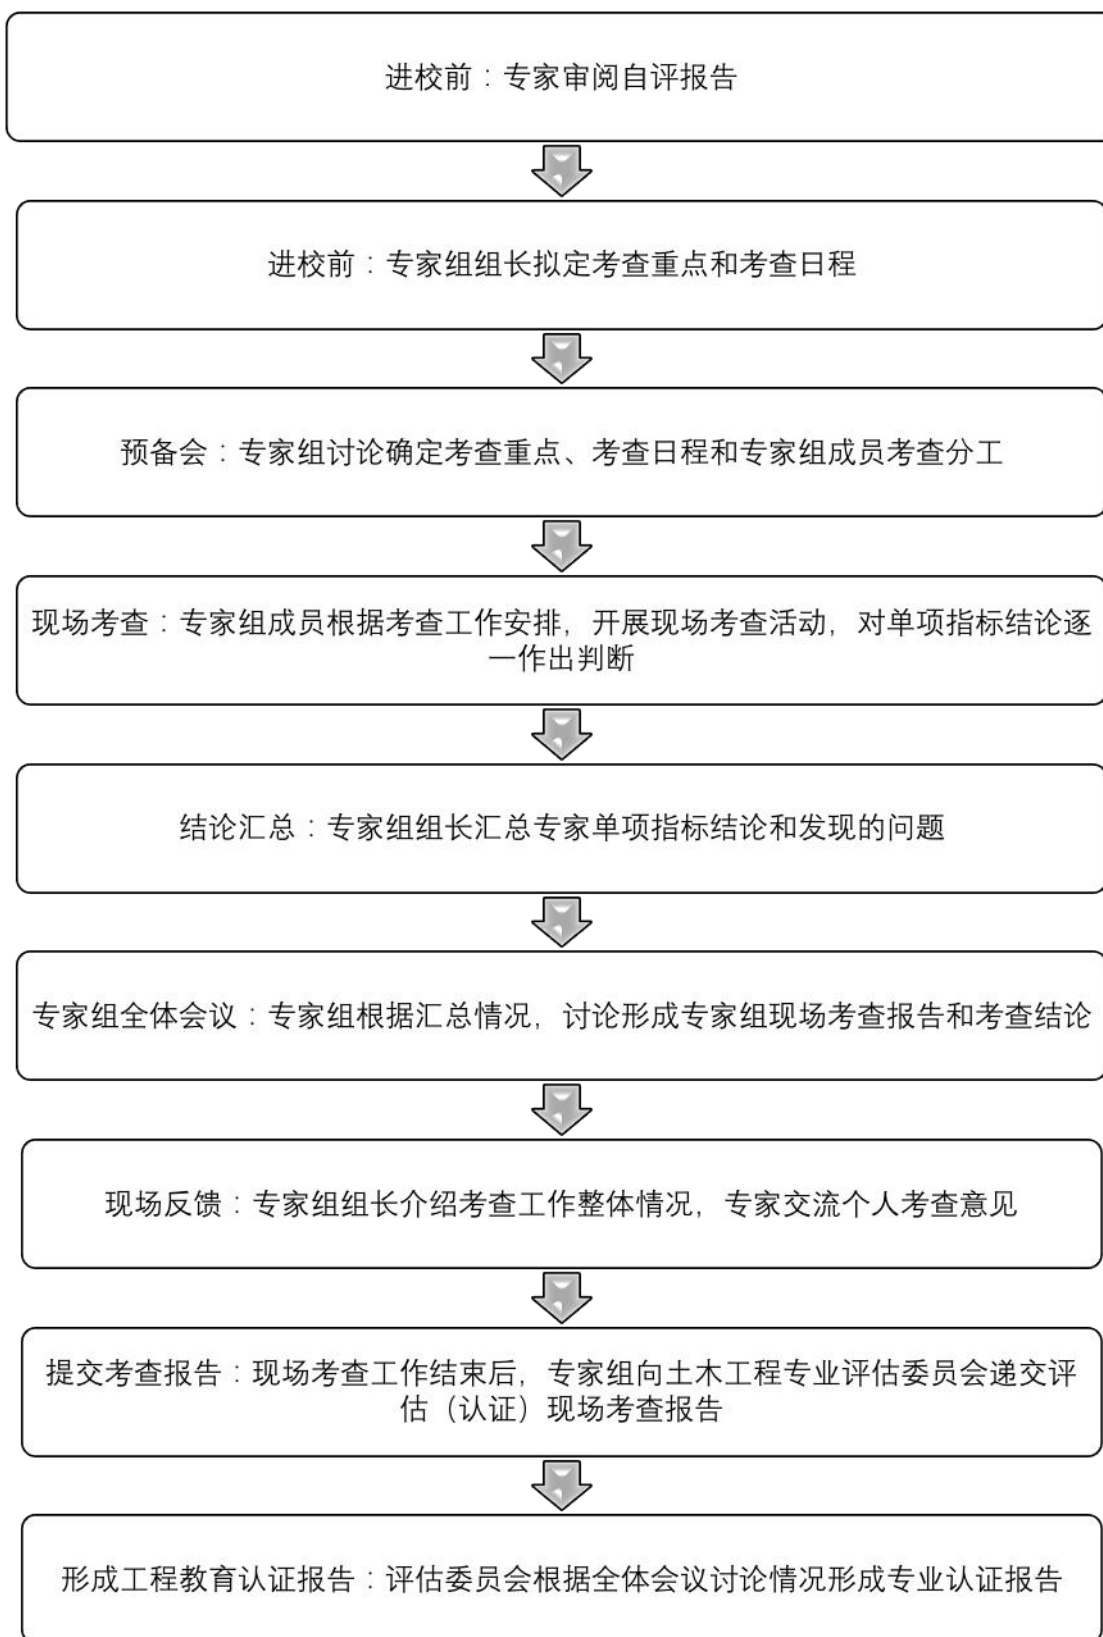 进校前：专家审阅自评报告
进校前：专家组组长拟定考查重点和考查日程
预备会：专家组讨论确定考查重点、考查日程和专家组成员考查分工
现场考查：专家组成员根据考查工作安排，开展现场考查活动，对单项指标结论逐
一作出判断
结论汇总：专家组组长汇总专家单项指标结论和发现的问题
专家组全体会议：专家组根据汇总情况，讨论形成专家组现场考查报告和考查结论
现场反馈：专家组组长介绍考查工作整体情况，专家交流个人考查意见
提交考查报告：现场考查工作结束后，专家组向土木工程专业评估委员会递交评
估（认证）现场考查报告
形成工程教育认证报告：评估委员会根据全体会议讨论情况形成专业认证报告